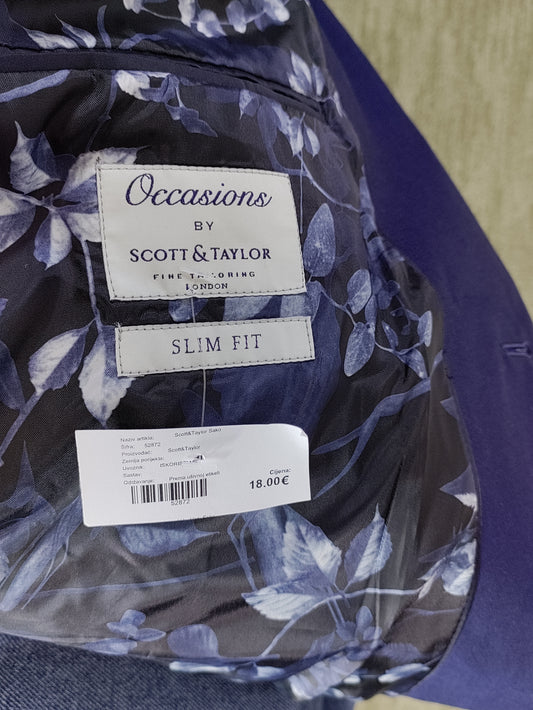 Occasions
BY
SCOTT & TAYLOR
FINE TAILORING
LONDON
SLIM FIT
Naziv artikla: Scott&Taylor Sako
Šifra: 52872
Proizvođač: Scott&Taylor
Zemlja porijekla:
Uvoznik:
Sastav:
Održavanje: Prema ušivnoj etiketi
Cijena:
18.00€
52872